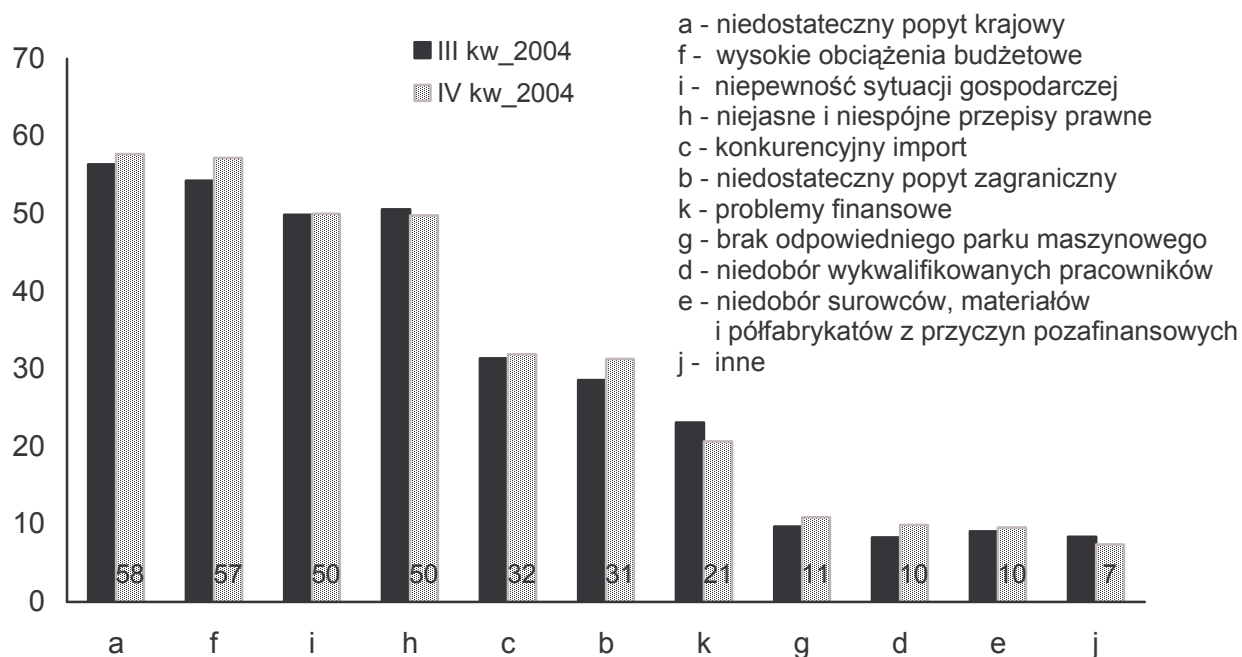 70
60
50
40
30
20
10
0
III kw_2004
IV kw_2004
a - niedostateczny popyt krajowy
f - wysokie obciążenia budżetowe
i - niepewność sytuacji gospodarczej
h - niejasne i niespójne przepisy prawne
c - konkurencyjny import
b - niedostateczny popyt zagraniczny
k - problemy finansowe
g - brak odpowiedniego parku maszynowego
d - niedobór wykwalifikowanych pracowników
e - niedobór surowców, materiałów
i półfabrykatów z przyczyn pozafinansowych
j - inne
58 57 50 50 32 31 21 11 10 10 7
a f i h c b k g d e j